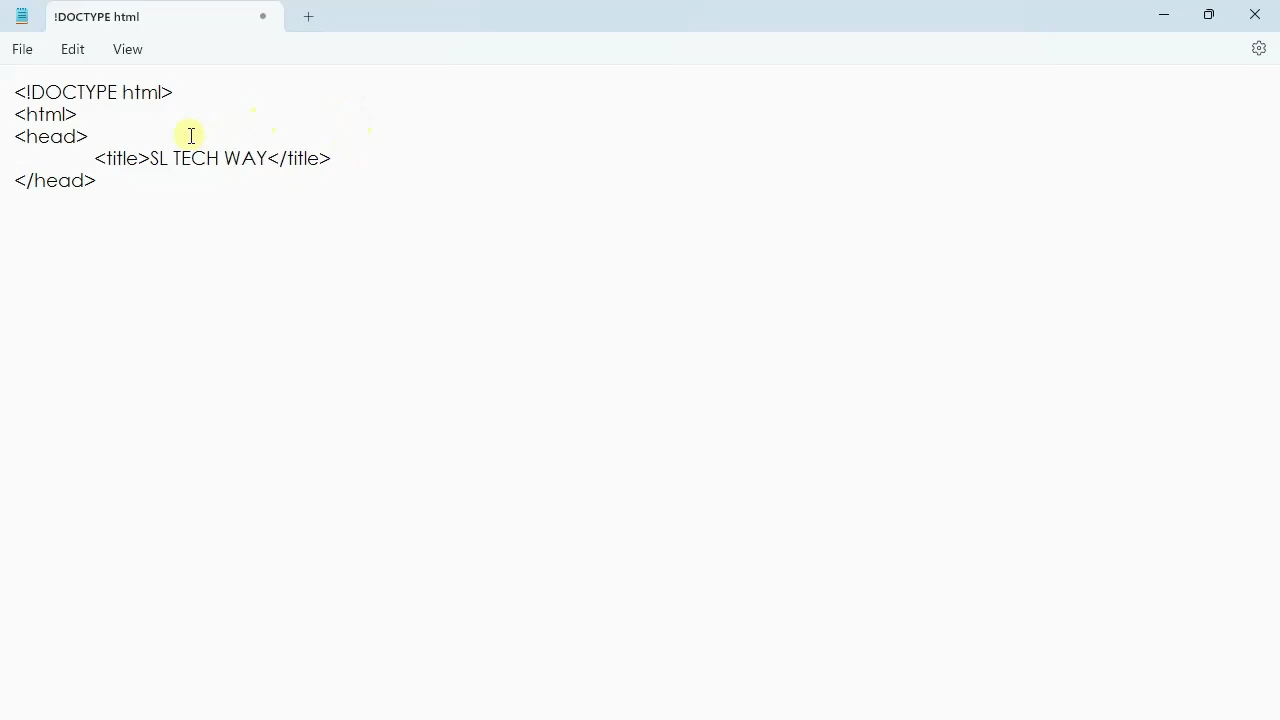 !DOCTYPE html
File Edit View
<!DOCTYPE html>
<html>
<head>
<title>SL TECH WAY</title>
</head>